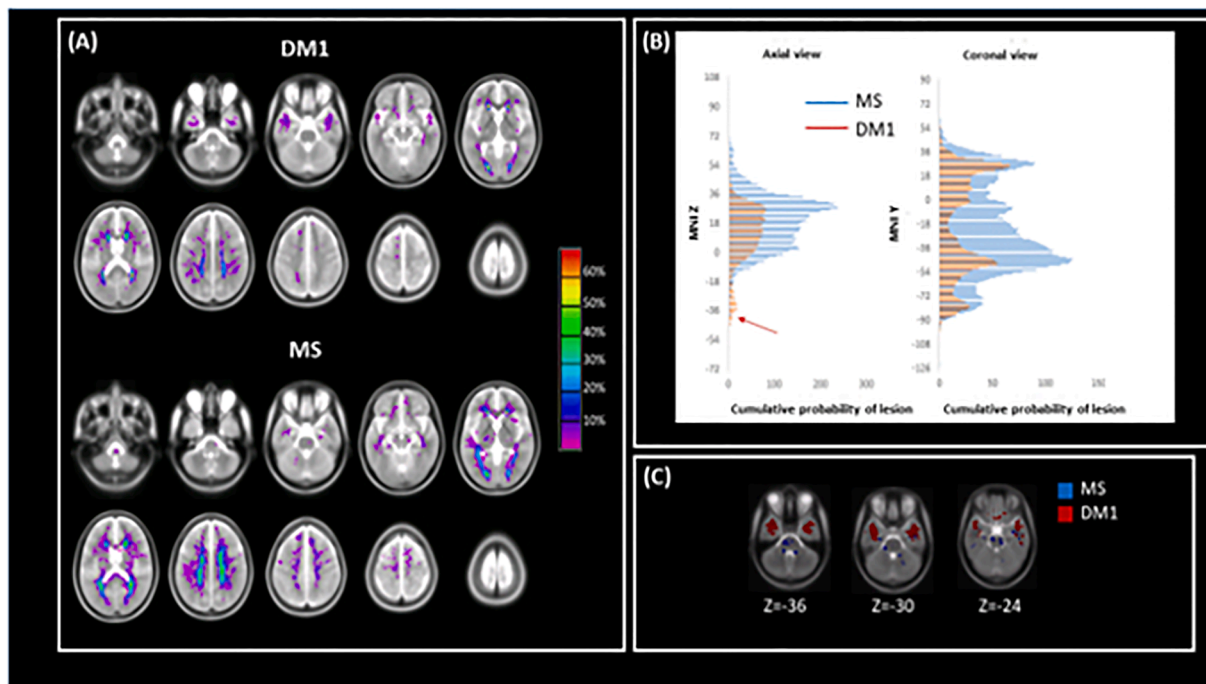 (A)
DM1
60%
50%
40%
30%
20%
10%
MS
(B)
Axial view
Coronal view
MS
DM1
MNI Z
108
90
72
54
36
18
0
-18
-36
-54
-72
0
100
200
300
Cumulative probability of lesion
MNI Y
90
72
54
36
18
0
-18
-36
-54
-72
-90
-108
-126
0
50
100
150
Cumulative probability of lesion
(C)
MS
DM1
Z=-36
Z=-30
Z=-24